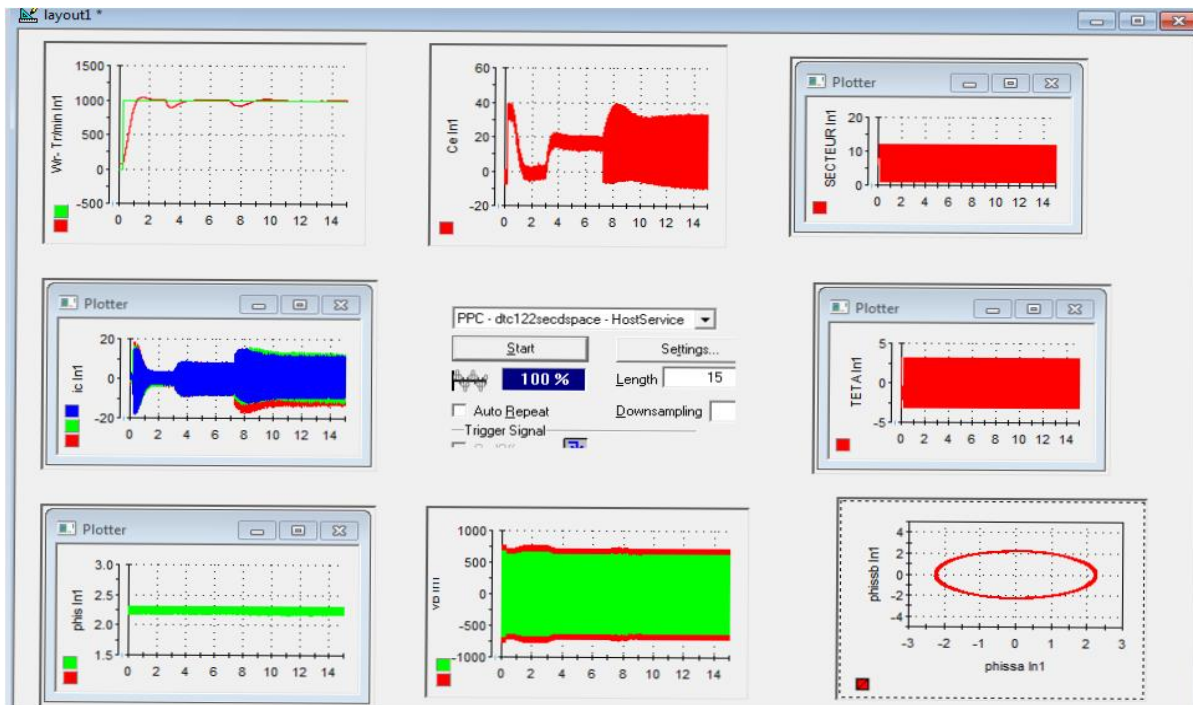 layout1 *
1500
1000
500
0
-500
Wr- Tr/min In1
0 2 4 6 8 10 12 14
60
40
20
0
-20
Ce In1
0 2 4 6 8 10 12 14
Plotter
20
10
0
SECTEUR In1
0 2 4 6 8 10 12 14
Plotter
20
0
-20
ic In1
0 2 4 6 8 10 12 14
PPC - dtc122secdspace - HostService
Start
Settings...
100 %
Length 15
Auto Repeat
Downsampling
Trigger Signal
Plotter
5
0
-5
TETA In1
0 2 4 6 8 10 12 14
Plotter
3.0
2.5
2.0
1.5
phis In1
0 2 4 6 8 10 12 14
1000
500
0
-500
-1000
0 2 4 6 8 10 12 14
4
2
0
-2
-4
phissb In1
-3 -2 -1 0 1 2 3
phissa In1